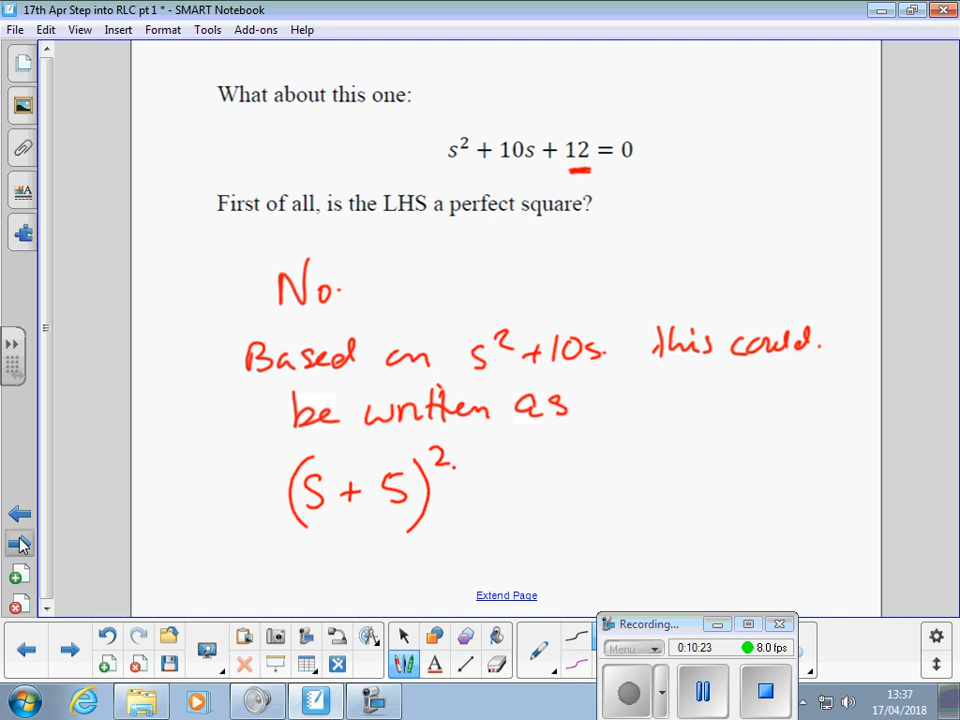 17th Apr Step into RLC pt 1 * - SMART Notebook
File Edit View Insert Format Tools Add-ons Help
What about this one:
s² + 10s + 12 = 0
First of all, is the LHS a perfect square?
No.
Based on s²+10s. this could.
be written as
(s + 5)².
Extend Page
Recording...
Menu 0:10:23 8.0 fps
13:37
17/04/2018